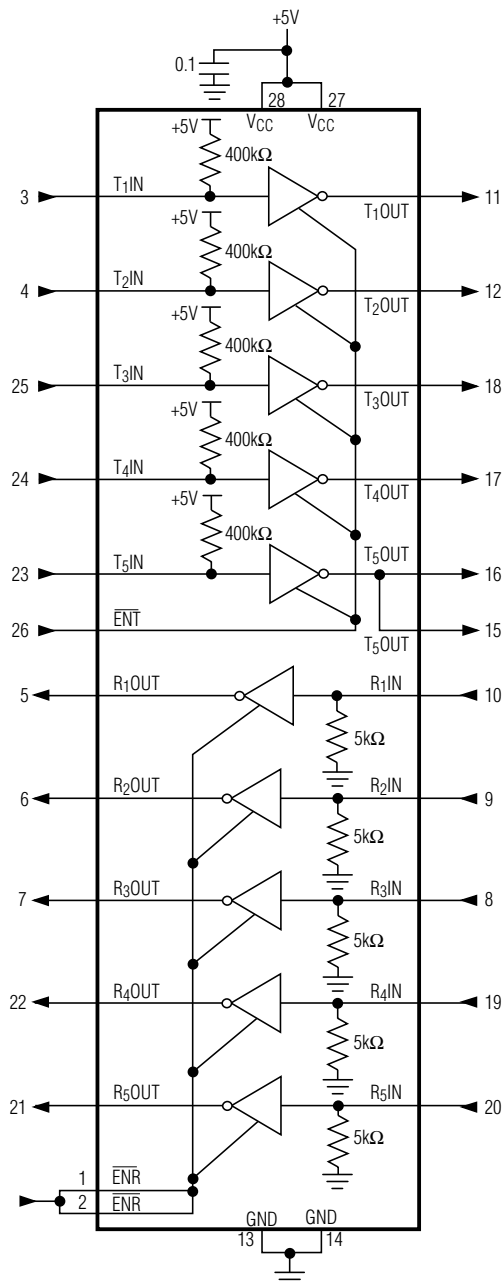 +5V
0.1
28 27
VCC VCC
+5V
400kΩ
3 T1IN T1OUT 11
+5V
400kΩ
4 T2IN T2OUT 12
+5V
400kΩ
25 T3IN T3OUT 18
+5V
400kΩ
24 T4IN T4OUT 17
+5V
400kΩ
T5OUT
23 T5IN 16
26 E̅N̅T̅ 15
T5OUT
5 R1OUT R1IN 10
5kΩ
6 R2OUT R2IN 9
5kΩ
7 R3OUT R3IN 8
5kΩ
22 R4OUT R4IN 19
5kΩ
21 R5OUT R5IN 20
5kΩ
1 E̅N̅R̅
2 E̅N̅R̅
GND GND
13 14